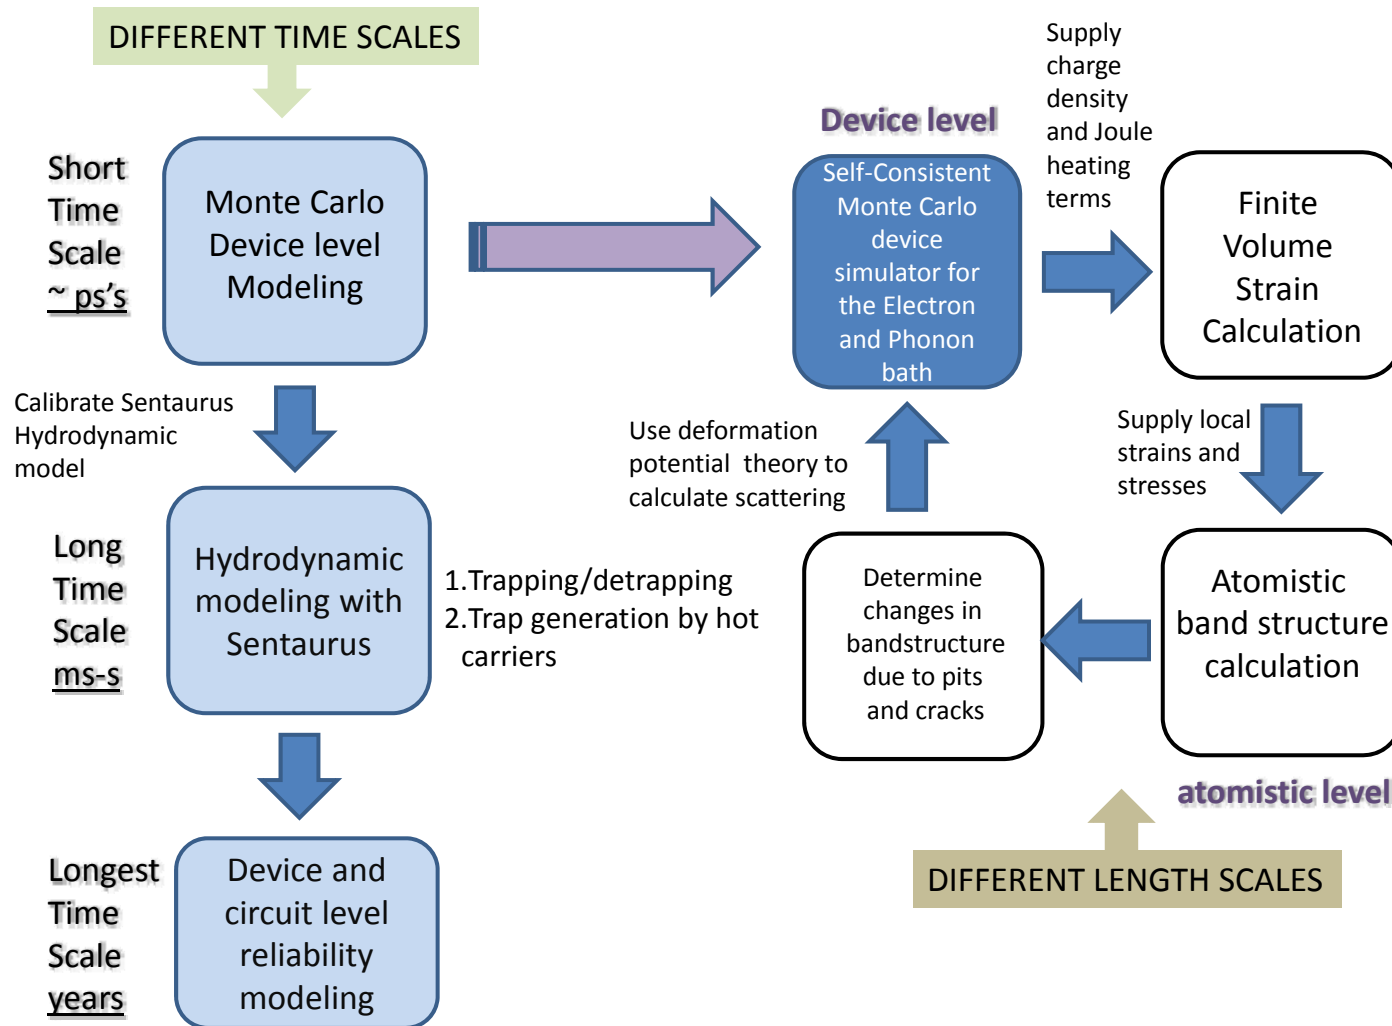 DIFFERENT TIME SCALES
Short
Time
Scale
~ ps's
Monte Carlo
Device level
Modeling
Calibrate Sentaurus
Hydrodynamic
model
Long
Time
Scale
ms-s
Hydrodynamic
modeling with
Sentaurus
1.Trapping/detrapping
2.Trap generation by hot
carriers
Longest
Time
Scale
years
Device and
circuit level
reliability
modeling
Device level
Self-Consistent
Monte Carlo
device
simulator for
the Electron
and Phonon
bath
Supply
charge
density
and Joule
heating
terms
Finite
Volume
Strain
Calculation
Supply local
strains and
stresses
Atomistic
band structure
calculation
atomistic level
Determine
changes in
bandstructure
due to pits
and cracks
Use deformation
potential theory to
calculate scattering
DIFFERENT LENGTH SCALES